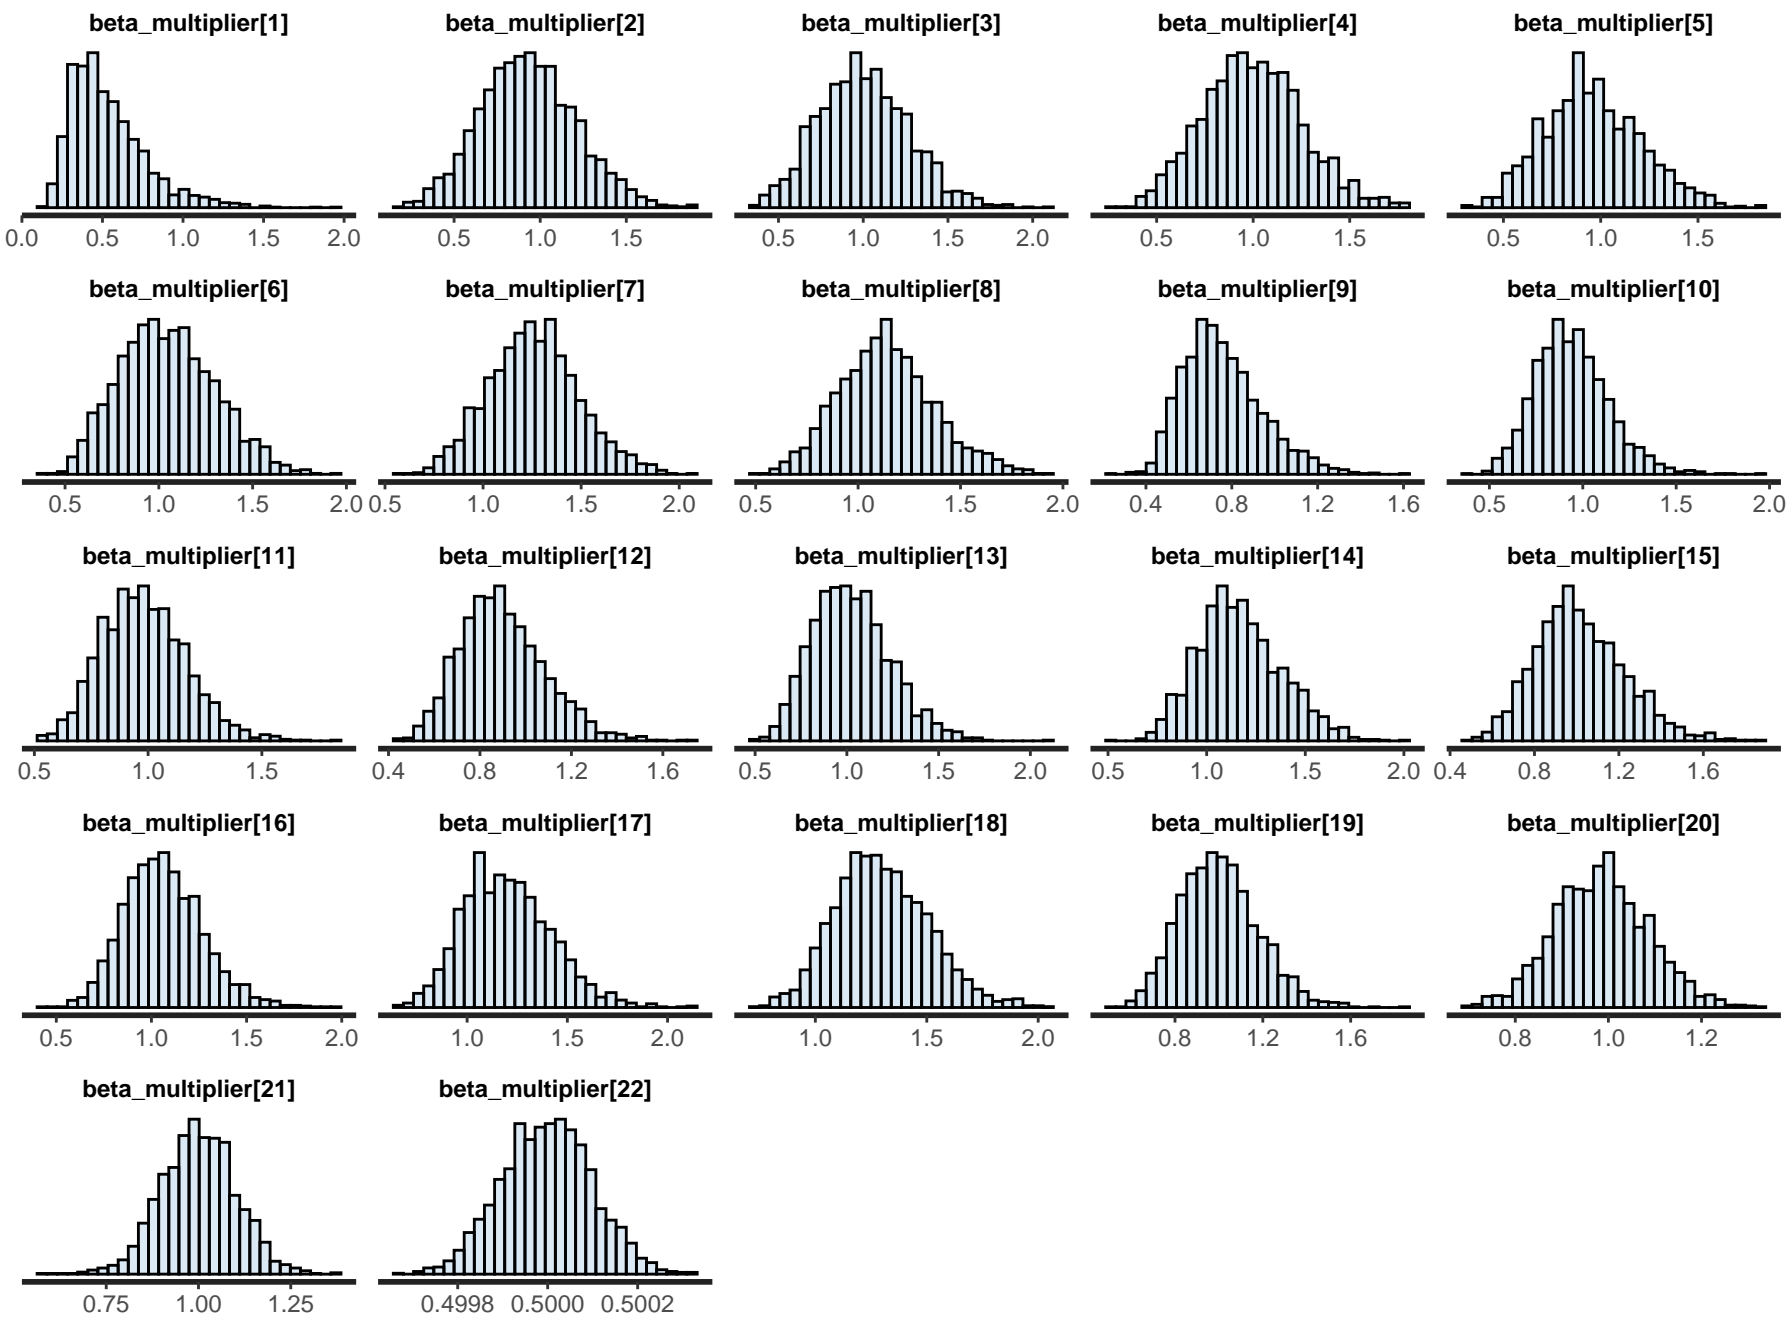 beta_multiplier[1] beta_multiplier[2] beta_multiplier[3] beta_multiplier[4] beta_multiplier[5]
0.0 0.5 1.0 1.5 2.0 0.5 1.0 1.5 0.5 1.0 1.5 2.0 0.5 1.0 1.5 0.5 1.0 1.5
beta_multiplier[6] beta_multiplier[7] beta_multiplier[8] beta_multiplier[9] beta_multiplier[10]
0.5 1.0 1.5 2.0 0.5 1.0 1.5 2.0 0.5 1.0 1.5 2.0 0.4 0.8 1.2 1.6 0.5 1.0 1.5 2.0
beta_multiplier[11] beta_multiplier[12] beta_multiplier[13] beta_multiplier[14] beta_multiplier[15]
0.5 1.0 1.5 0.4 0.8 1.2 1.6 0.5 1.0 1.5 2.0 0.5 1.0 1.5 2.0 0.4 0.8 1.2 1.6
beta_multiplier[16] beta_multiplier[17] beta_multiplier[18] beta_multiplier[19] beta_multiplier[20]
0.5 1.0 1.5 2.0 1.0 1.5 2.0 1.0 1.5 2.0 0.8 1.2 1.6 0.8 1.0 1.2
beta_multiplier[21] beta_multiplier[22]
0.75 1.00 1.25 0.4998 0.5000 0.5002